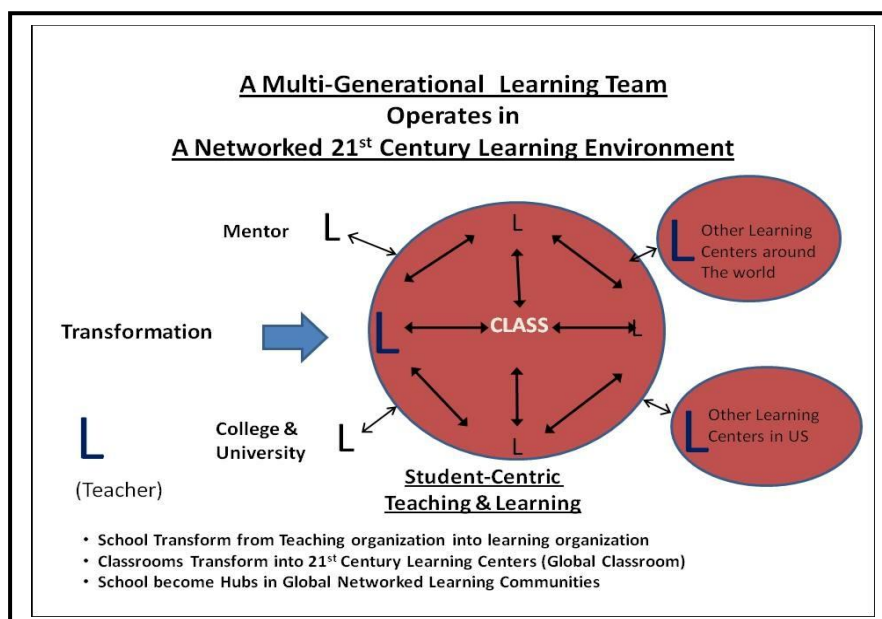 A Multi-Generational Learning Team
Operates in
A Networked 21st Century Learning Environment
Mentor
L
L
L
Other Learning
Centers around
The world
Transformation
L
CLASS
L
L
(Teacher)
College &
University
L
L
L
Other Learning
Centers in US
Student-Centric
Teaching & Learning
• School Transform from Teaching organization into learning organization
• Classrooms Transform into 21st Century Learning Centers (Global Classroom)
• School become Hubs in Global Networked Learning Communities